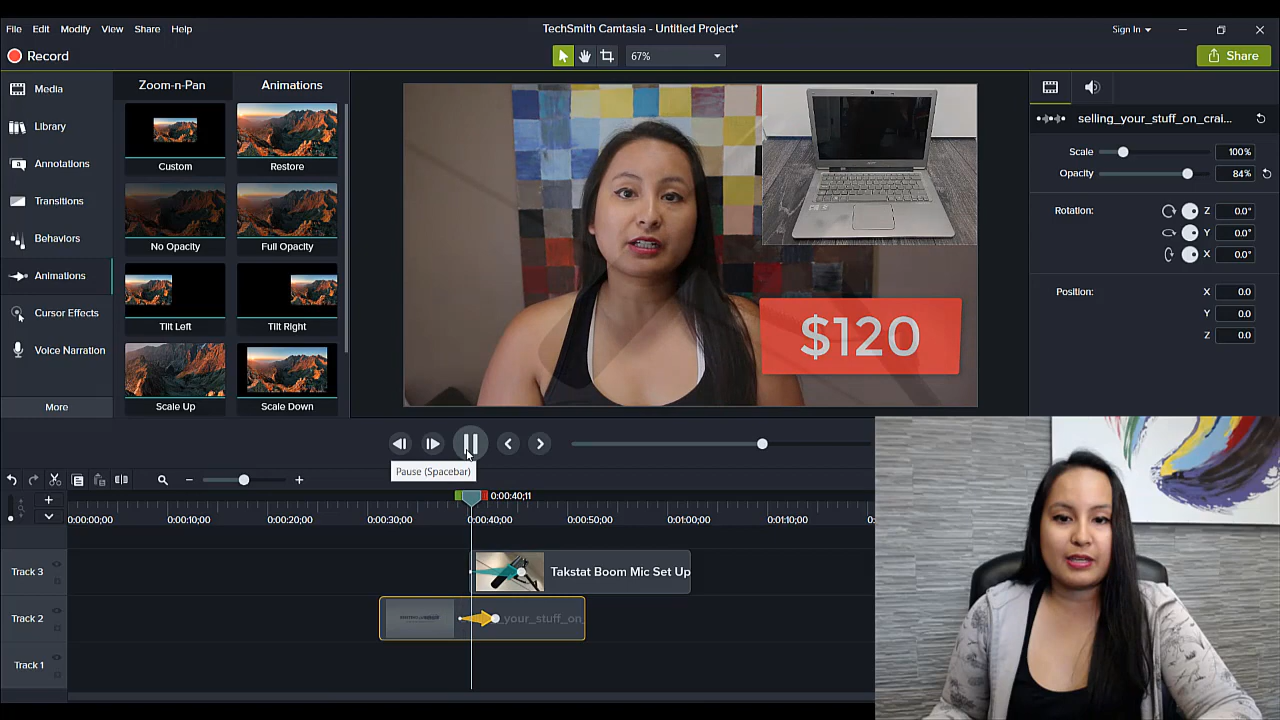 TechSmith Camtasia - Untitled Project*
File Edit Modify View Share Help
Sign In
Record
67%
Share
Media
Library
Annotations
Transitions
Behaviors
Animations
Cursor Effects
Voice Narration
More
Zoom-n-Pan
Animations
Custom
Restore
No Opacity
Full Opacity
Tilt Left
Tilt Right
Scale Up
Scale Down
$120
selling_your_stuff_on_crai...
Scale 100%
Opacity 84%
Rotation: Z 0.0°
Y 0.0°
X 0.0°
Position: X 0.0
Y 0.0
Z 0.0
Pause (Spacebar)
0:00:40;11
0:00:00;00 0:00:10;00 0:00:20;00 0:00:30;00 0:00:40;00 0:00:50;00 0:01:00;00 0:01:10;00
Track 3
Takstat Boom Mic Set Up
Track 2
_your_stuff_on_
Track 1